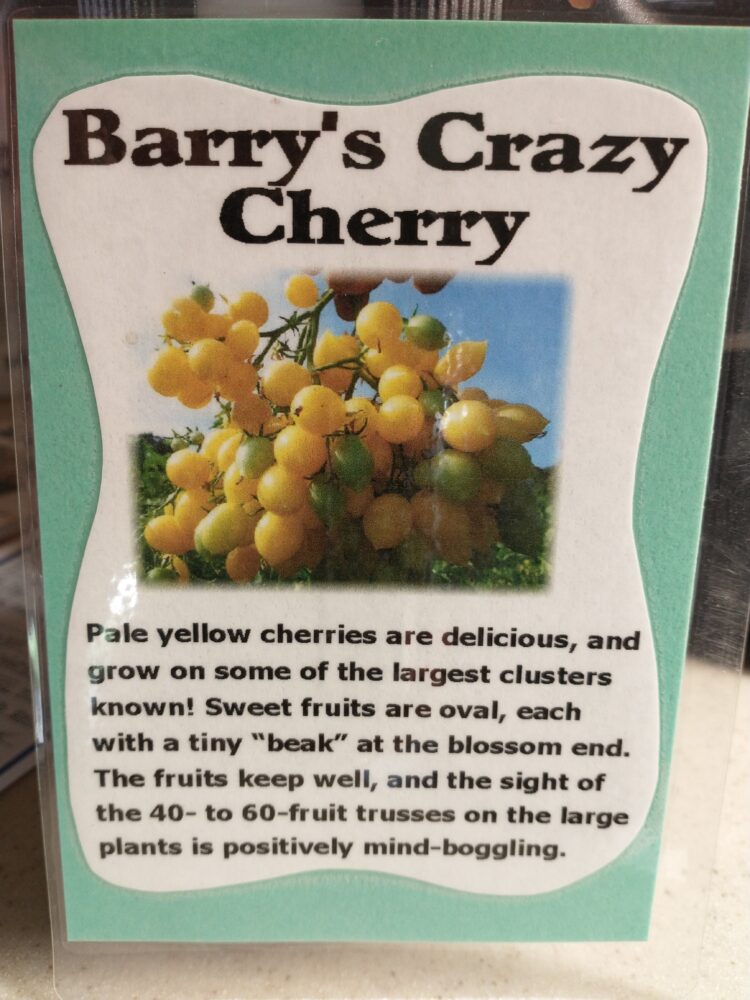 Barry's Crazy
Cherry
Pale yellow cherries are delicious, and
grow on some of the largest clusters
known! Sweet fruits are oval, each
with a tiny “beak” at the blossom end.
The fruits keep well, and the sight of
the 40- to 60-fruit trusses on the large
plants is positively mind-boggling.